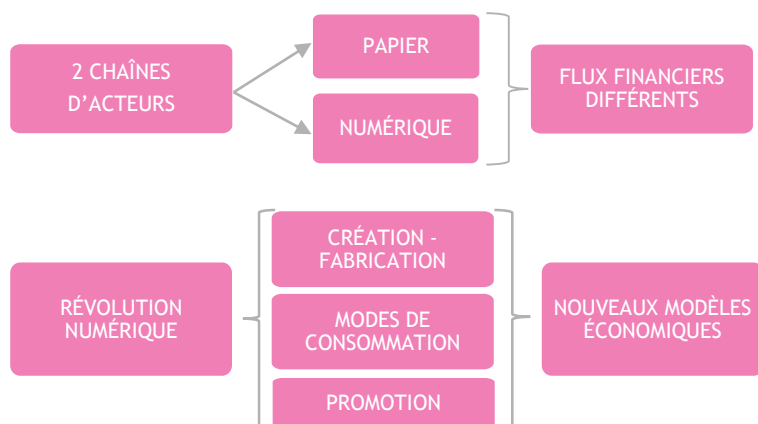 2 CHAÎNES
D'ACTEURS
PAPIER
NUMÉRIQUE
FLUX FINANCIERS
DIFFÉRENTS
RÉVOLUTION
NUMÉRIQUE
CRÉATION -
FABRICATION
MODES DE
CONSOMMATION
PROMOTION
NOUVEAUX MODÈLES
ÉCONOMIQUES